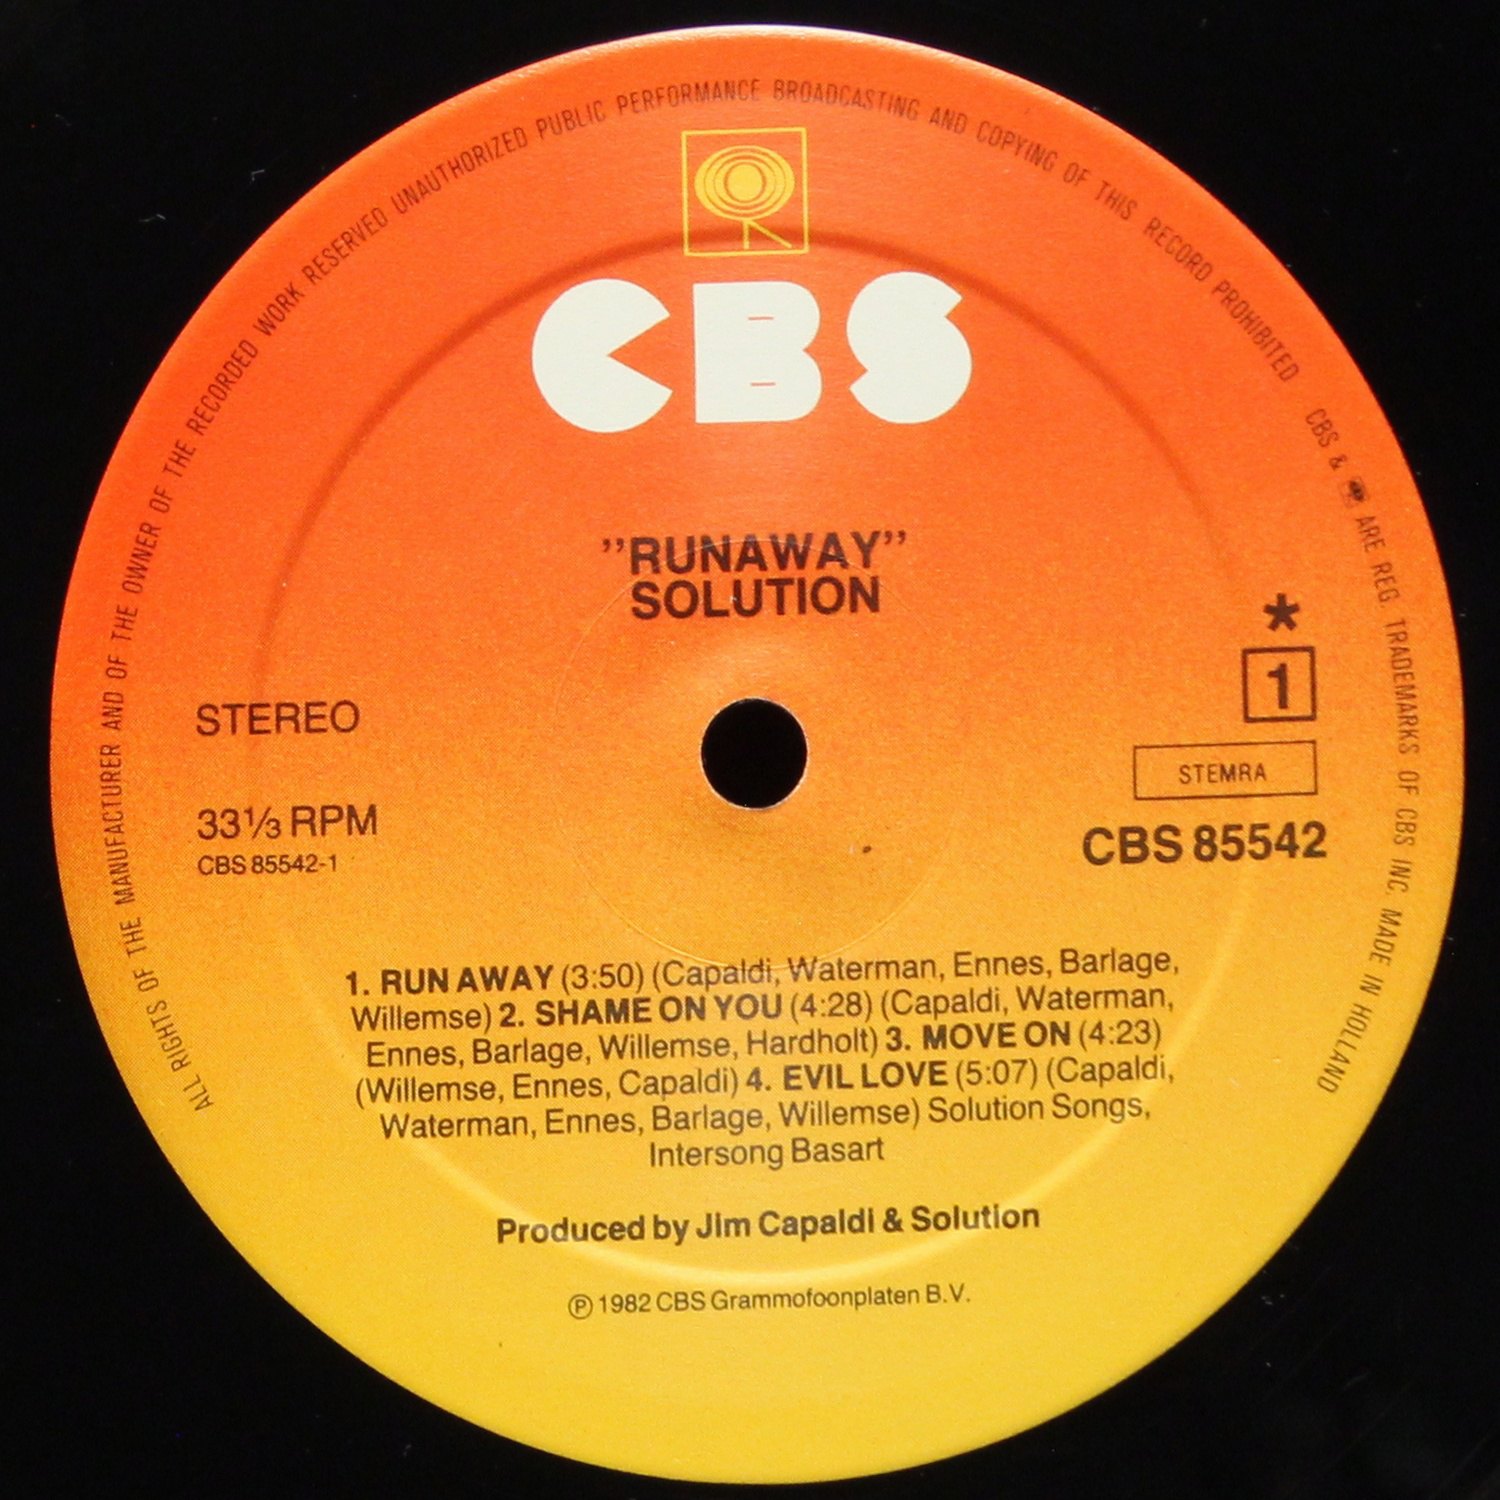 ALL RIGHTS OF THE MANUFACTURER AND OF THE OWNER OF THE RECORDED WORK RESERVED UNAUTHORIZED PUBLIC PERFORMANCE BROADCASTING AND COPYING OF THIS RECORD PROHIBITED CBS & ARE REG. TRADEMARKS OF CBS INC. MADE IN HOLLAND
CBS
”RUNAWAY”
SOLUTION
STEREO
33⅓ RPM
CBS 85542-1
*
1
STEMRA
CBS 85542
1. RUN AWAY (3:50) (Capaldi, Waterman, Ennes, Barlage,
Willemse) 2. SHAME ON YOU (4:28) (Capaldi, Waterman,
Ennes, Barlage, Willemse, Hardholt) 3. MOVE ON (4:23)
(Willemse, Ennes, Capaldi) 4. EVIL LOVE (5:07) (Capaldi,
Waterman, Ennes, Barlage, Willemse) Solution Songs,
Intersong Basart
Produced by Jim Capaldi & Solution
℗ 1982 CBS Grammofoonplaten B.V.